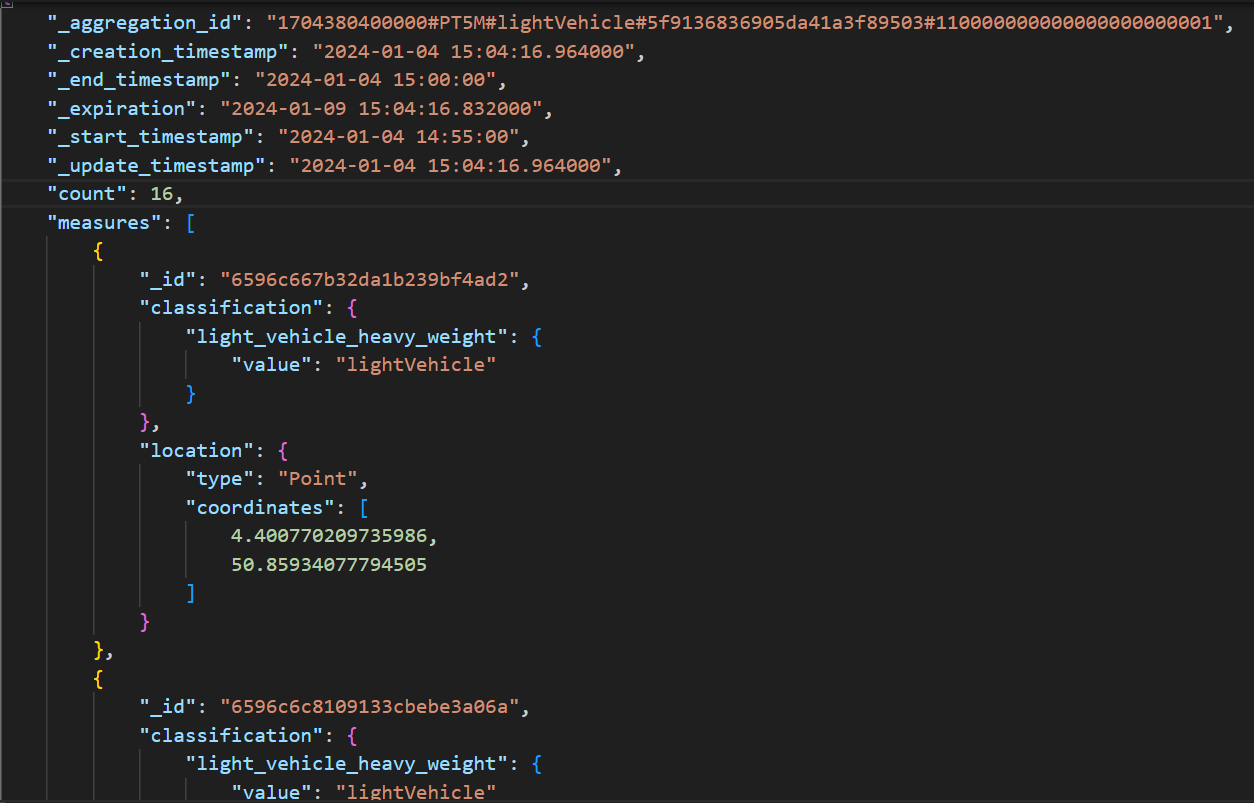 "_aggregation_id": "1704380400000#PT5M#lightVehicle#5f9136836905da41a3f89503#110000000000000000000001",
"_creation_timestamp": "2024-01-04 15:04:16.964000",
"_end_timestamp": "2024-01-04 15:00:00",
"_expiration": "2024-01-09 15:04:16.832000",
"_start_timestamp": "2024-01-04 14:55:00",
"_update_timestamp": "2024-01-04 15:04:16.964000",
"count": 16,
"measures": [
{
"_id": "6596c667b32da1b239bf4ad2",
"classification": {
"light_vehicle_heavy_weight": {
"value": "lightVehicle"
}
},
"location": {
"type": "Point",
"coordinates": [
4.400770209735986,
50.85934077794505
]
}
},
{
"_id": "6596c6c8109133cbebe3a06a",
"classification": {
"light_vehicle_heavy_weight": {
"value": "lightVehicle"